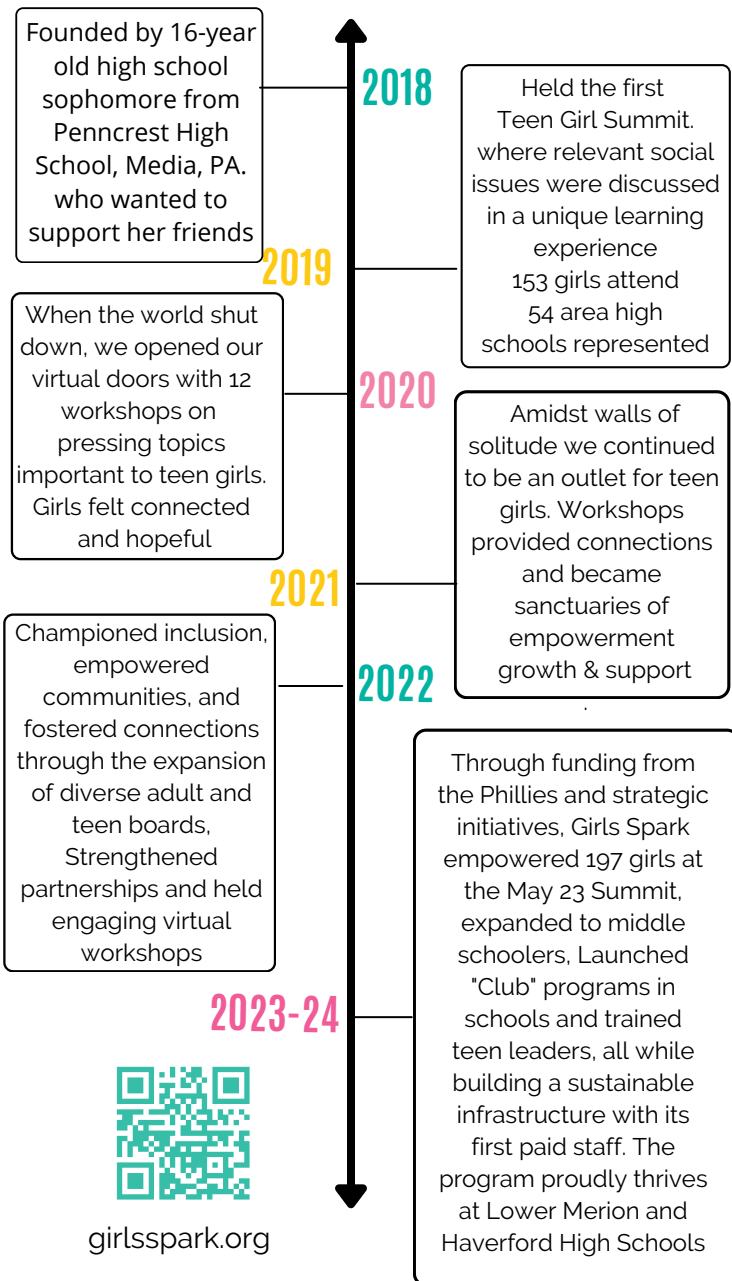 Founded by 16-year
old high school
sophomore from
Penncrest High
School, Media, PA.
who wanted to
support her friends
2018
Held the first
Teen Girl Summit.
where relevant social
issues were discussed
in a unique learning
experience
153 girls attend
54 area high
schools represented
2019
When the world shut
down, we opened our
virtual doors with 12
workshops on
pressing topics
important to teen girls.
Girls felt connected
and hopeful
2020
Amidst walls of
solitude we continued
to be an outlet for teen
girls. Workshops
provided connections
and became
sanctuaries of
empowerment
growth & support
.
2021
Championed inclusion,
empowered
communities, and
fostered connections
through the expansion
of diverse adult and
teen boards,
Strengthened
partnerships and held
engaging virtual
workshops
2022
Through funding from
the Phillies and strategic
initiatives, Girls Spark
empowered 197 girls at
the May 23 Summit,
expanded to middle
schoolers, Launched
"Club" programs in
schools and trained
teen leaders, all while
building a sustainable
infrastructure with its
first paid staff. The
program proudly thrives
at Lower Merion and
Haverford High Schools
2023-24
girlsspark.org